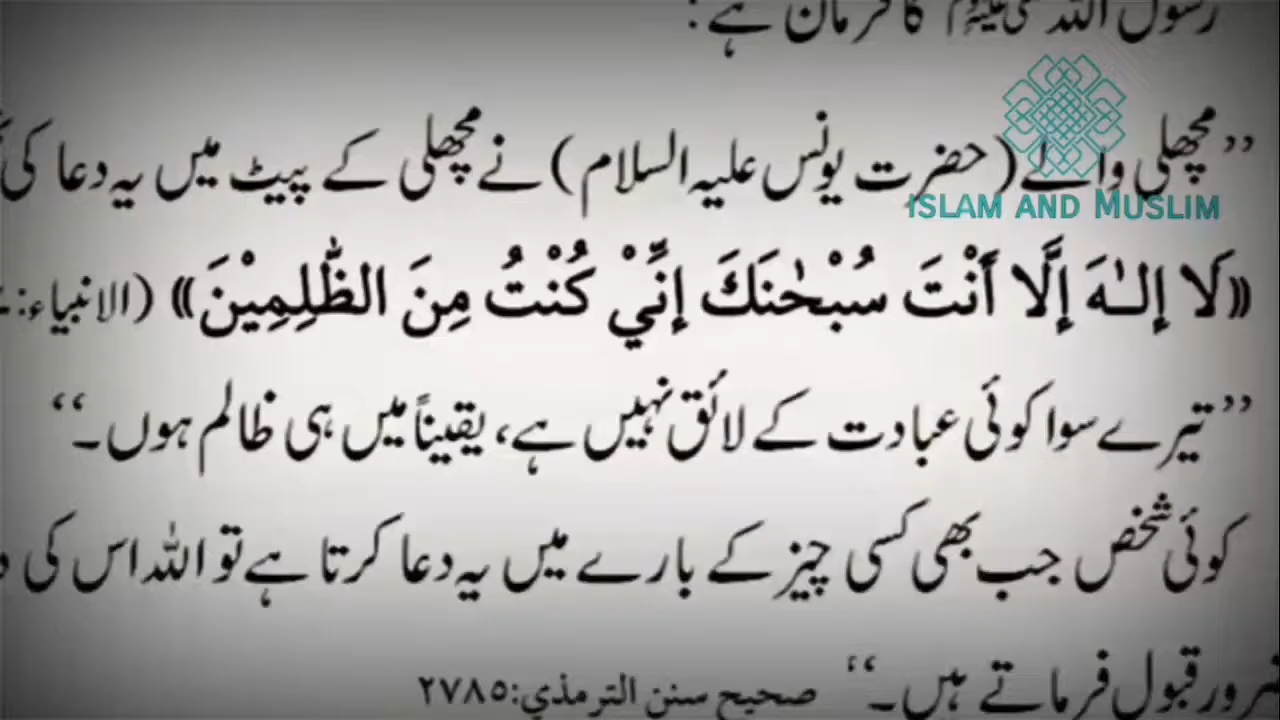 رسول اللہ ﷺ کا فرمان ہے:
’’مچھلی والے (حضرت یونس علیہ السلام) نے مچھلی کے پیٹ میں یہ دعا کی
ISLAM AND MUSLIM
«لَا إِلٰهَ إِلَّا أَنْتَ سُبْحٰنَكَ إِنِّيْ كُنْتُ مِنَ الظّٰلِمِيْنَ» (الانبیاء:
’’تیرے سوا کوئی عبادت کے لائق نہیں ہے، یقیناً میں ہی ظالم ہوں۔‘‘
کوئی شخص جب بھی کسی چیز کے بارے میں یہ دعا کرتا ہے تو اللہ اس کی
ضرور قبول فرماتے ہیں۔‘‘ صحيح سنن الترمذي:٢٧٨٥